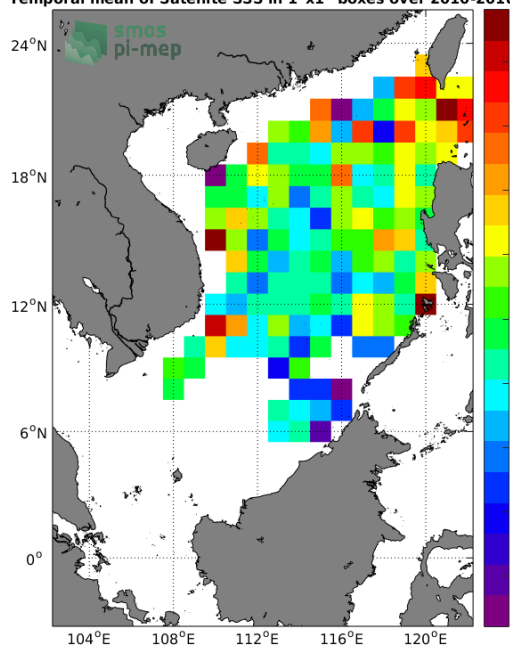 Temporal mean of Satellite SSS in 1°x1° boxes over 2010-2016
smos
pi-mep
24°N
18°N
12°N
6°N
0°
104°E 108°E 112°E 116°E 120°E